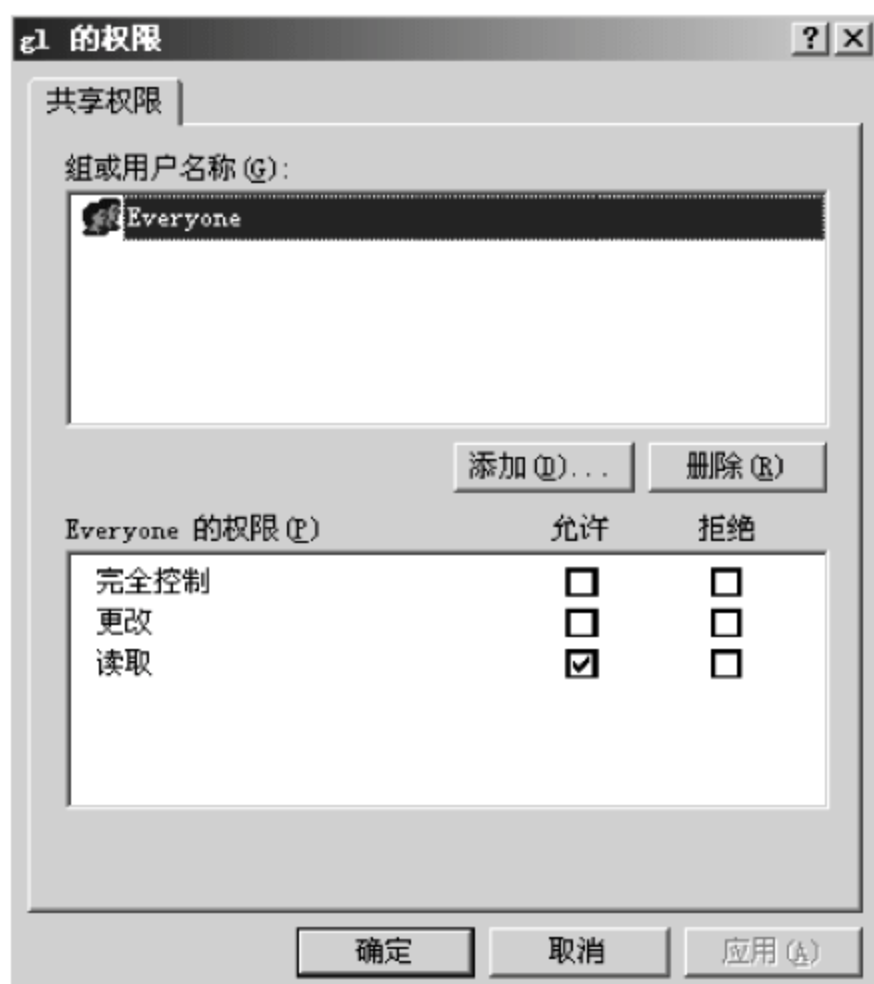 gl 的权限
共享权限
组或用户名称(G):
Everyone
添加(D)... 删除(R)
Everyone 的权限(P) 允许 拒绝
完全控制
更改
读取
确定 取消 应用(A)